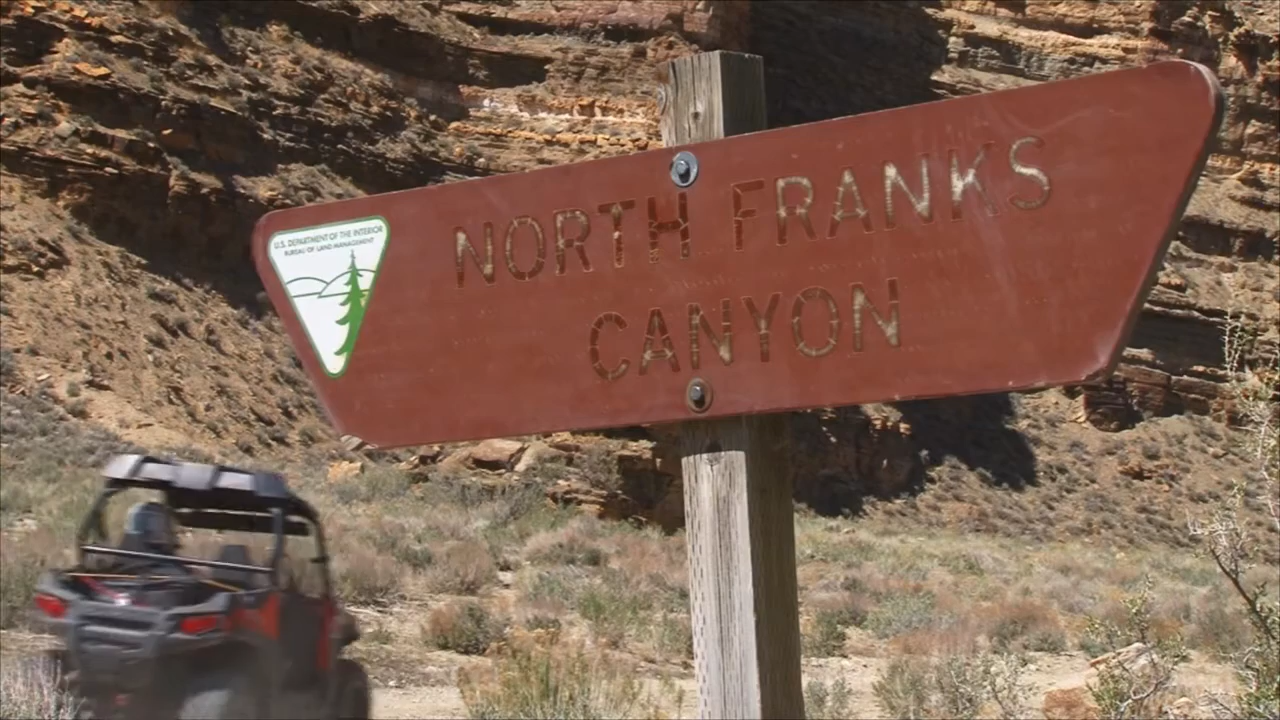 U.S. DEPARTMENT OF THE INTERIOR
BUREAU OF LAND MANAGEMENT
NORTH FRANKS
CANYON